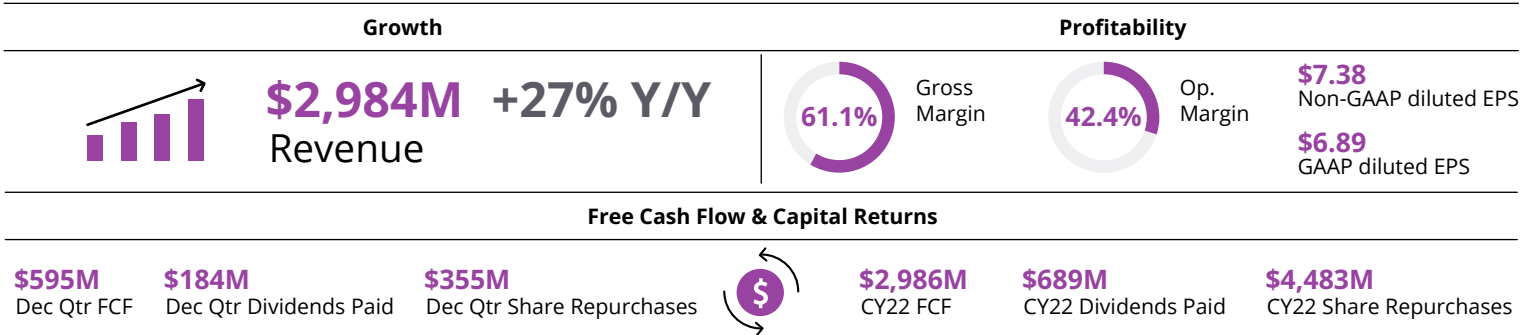 Growth
Profitability
$2,984M +27% Y/Y
Revenue
61.1%
Gross
Margin
42.4%
Op.
Margin
$7.38
Non-GAAP diluted EPS
$6.89
GAAP diluted EPS
Free Cash Flow & Capital Returns
$595M
Dec Qtr FCF
$184M
Dec Qtr Dividends Paid
$355M
Dec Qtr Share Repurchases
$
$2,986M
CY22 FCF
$689M
CY22 Dividends Paid
$4,483M
CY22 Share Repurchases